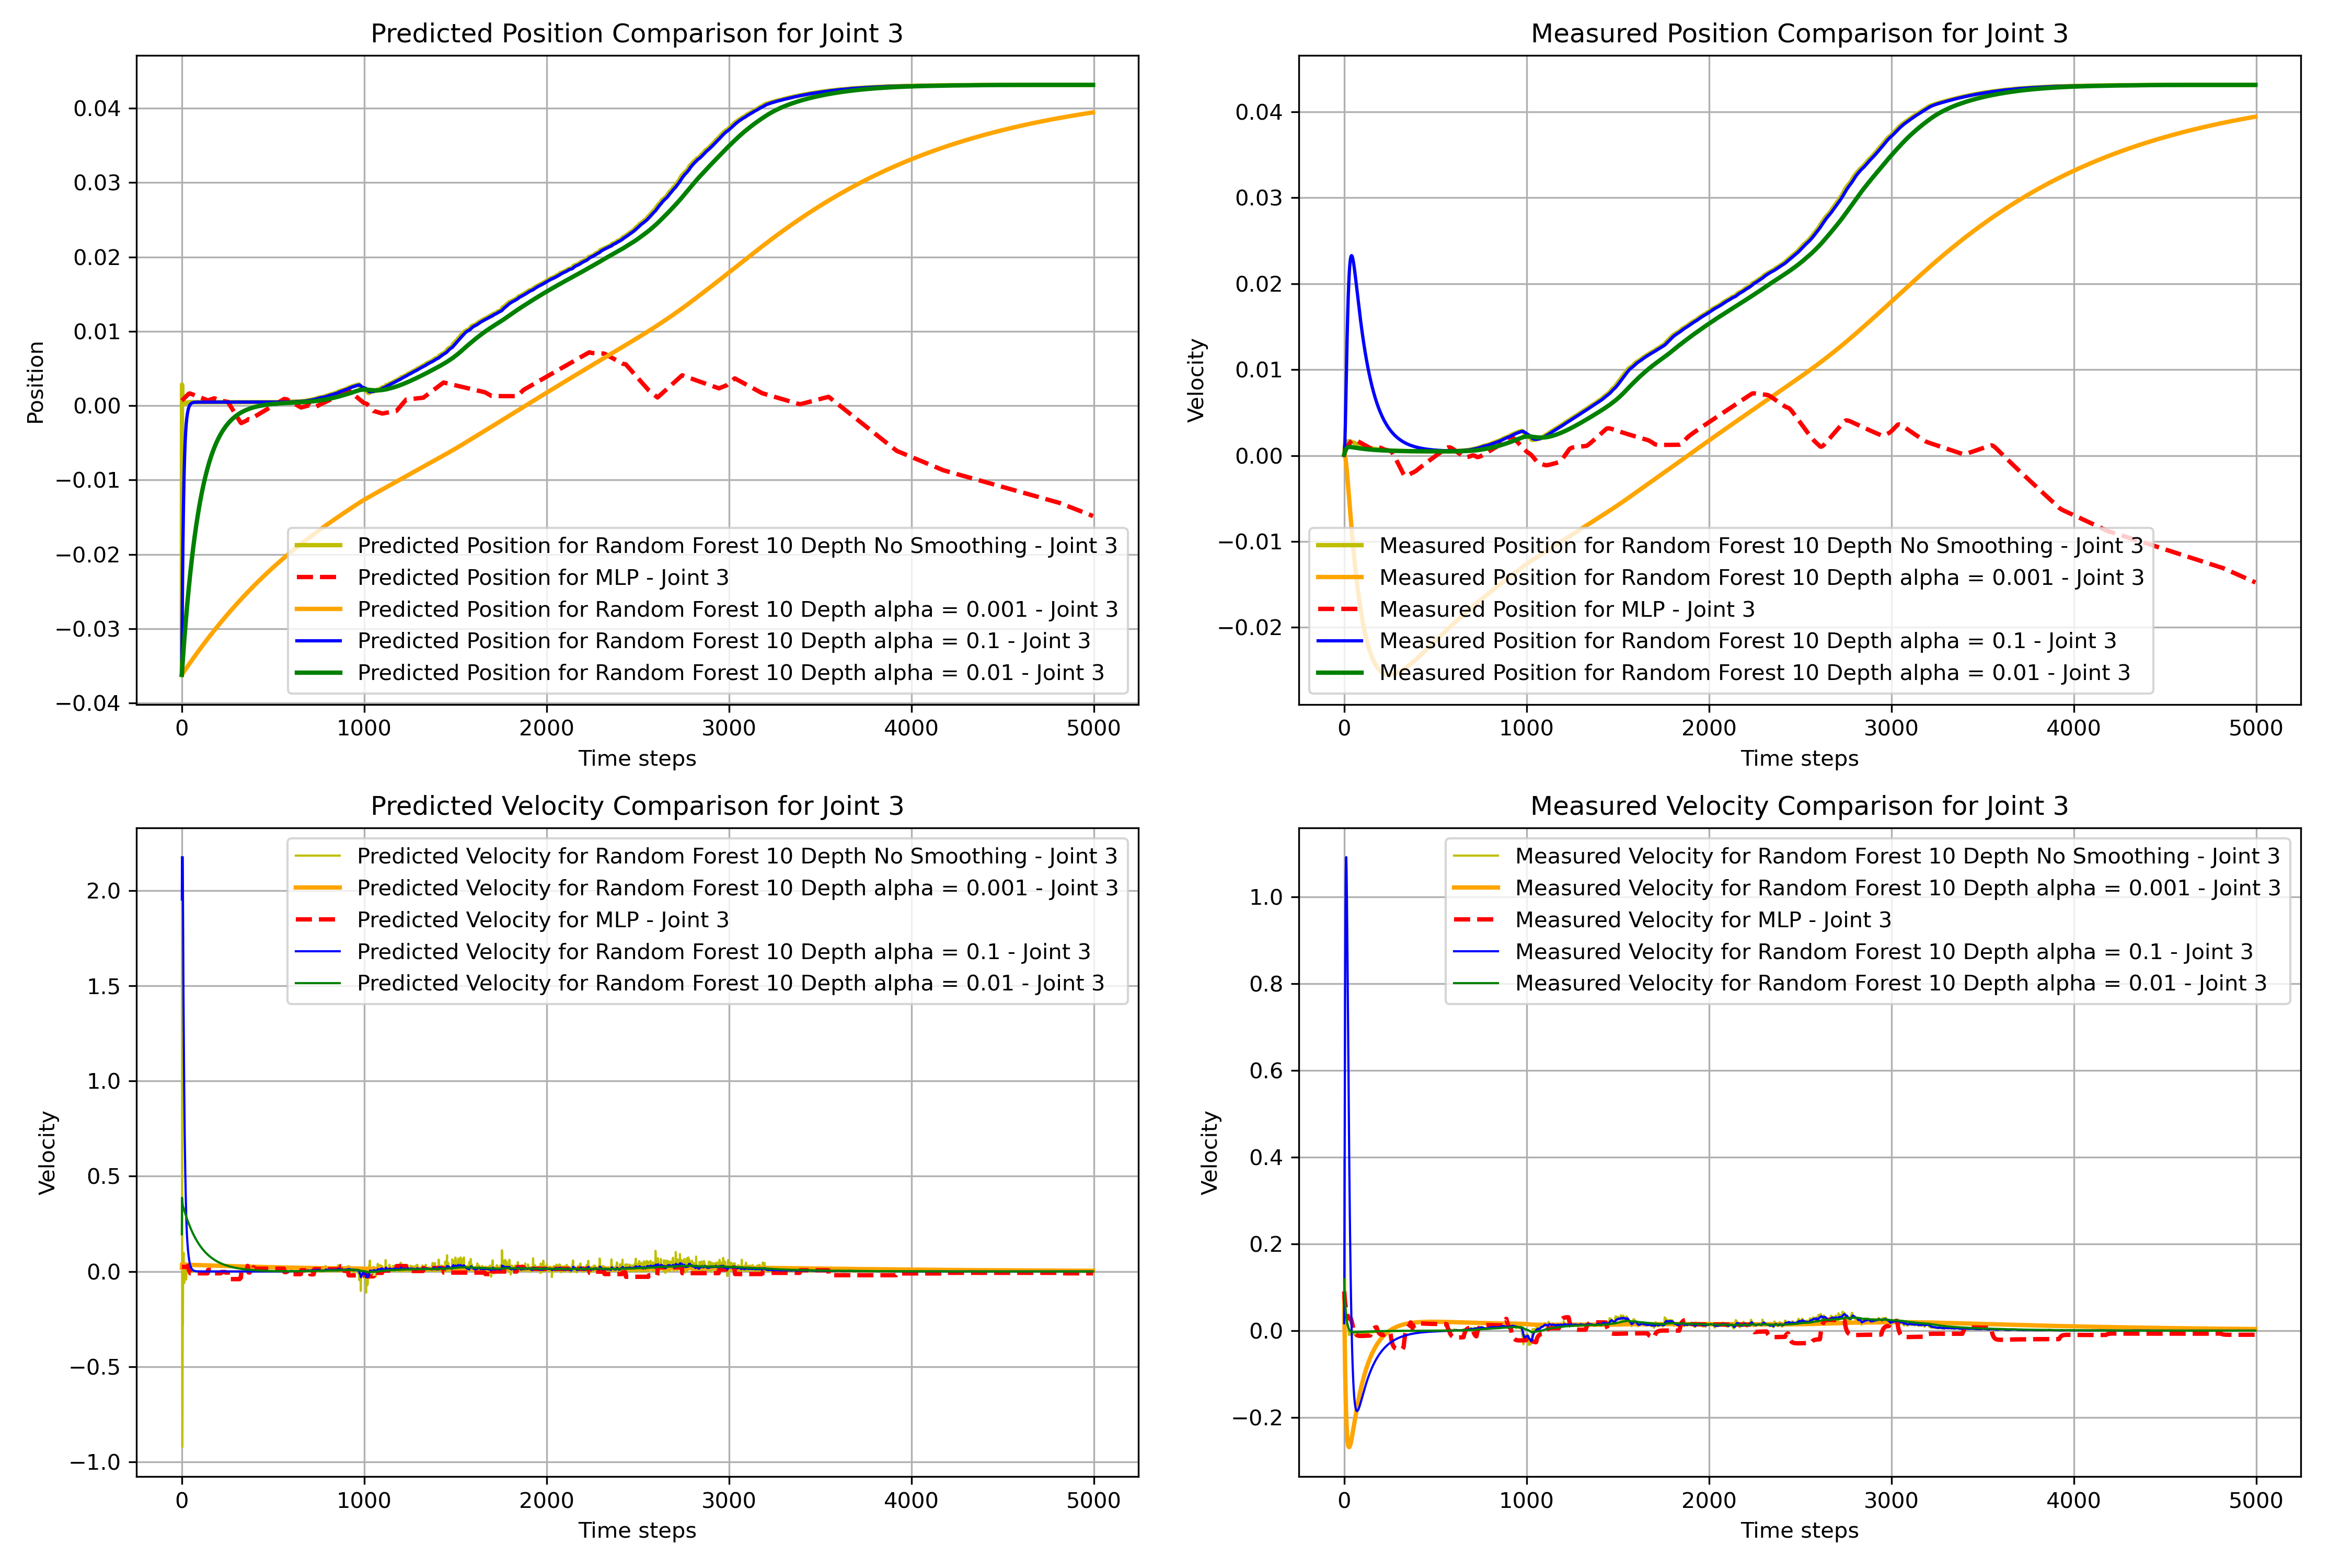 Predicted Position Comparison for Joint 3
Position
0.04
0.03
0.02
0.01
0.00
−0.01
−0.02
−0.03
−0.04
Predicted Position for Random Forest 10 Depth No Smoothing - Joint 3
Predicted Position for MLP - Joint 3
Predicted Position for Random Forest 10 Depth alpha = 0.001 - Joint 3
Predicted Position for Random Forest 10 Depth alpha = 0.1 - Joint 3
Predicted Position for Random Forest 10 Depth alpha = 0.01 - Joint 3
0 1000 2000 3000 4000 5000
Time steps
Measured Position Comparison for Joint 3
Velocity
0.04
0.03
0.02
0.01
0.00
−0.01
−0.02
Measured Position for Random Forest 10 Depth No Smoothing - Joint 3
Measured Position for Random Forest 10 Depth alpha = 0.001 - Joint 3
Measured Position for MLP - Joint 3
Measured Position for Random Forest 10 Depth alpha = 0.1 - Joint 3
Measured Position for Random Forest 10 Depth alpha = 0.01 - Joint 3
0 1000 2000 3000 4000 5000
Time steps
Predicted Velocity Comparison for Joint 3
Velocity
2.0
1.5
1.0
0.5
0.0
−0.5
−1.0
Predicted Velocity for Random Forest 10 Depth No Smoothing - Joint 3
Predicted Velocity for Random Forest 10 Depth alpha = 0.001 - Joint 3
Predicted Velocity for MLP - Joint 3
Predicted Velocity for Random Forest 10 Depth alpha = 0.1 - Joint 3
Predicted Velocity for Random Forest 10 Depth alpha = 0.01 - Joint 3
0 1000 2000 3000 4000 5000
Time steps
Measured Velocity Comparison for Joint 3
Velocity
1.0
0.8
0.6
0.4
0.2
0.0
−0.2
Measured Velocity for Random Forest 10 Depth No Smoothing - Joint 3
Measured Velocity for Random Forest 10 Depth alpha = 0.001 - Joint 3
Measured Velocity for MLP - Joint 3
Measured Velocity for Random Forest 10 Depth alpha = 0.1 - Joint 3
Measured Velocity for Random Forest 10 Depth alpha = 0.01 - Joint 3
0 1000 2000 3000 4000 5000
Time steps